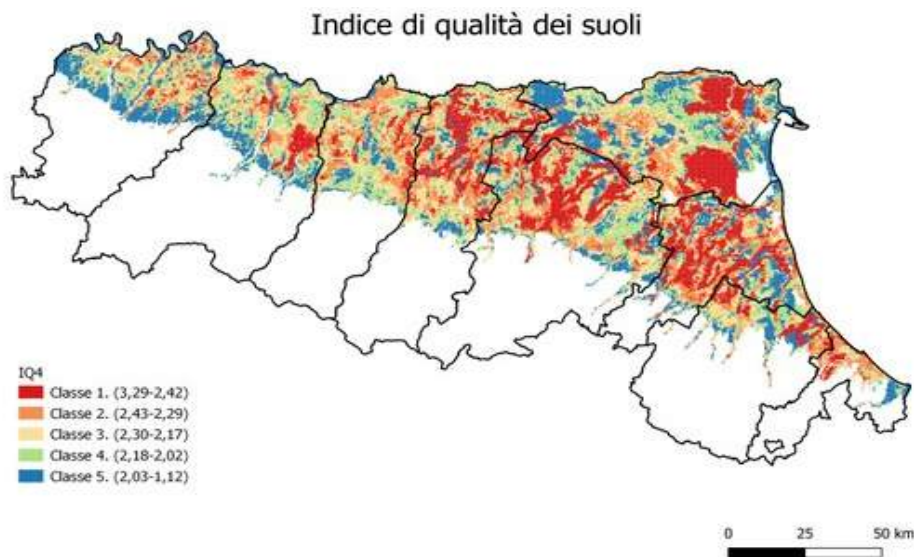 Indice di qualità dei suoli
IQ4
Classe 1. (3,29-2,42)
Classe 2. (2,43-2,29)
Classe 3. (2,30-2,17)
Classe 4. (2,18-2,02)
Classe 5. (2,03-1,12)
0 25 50 km